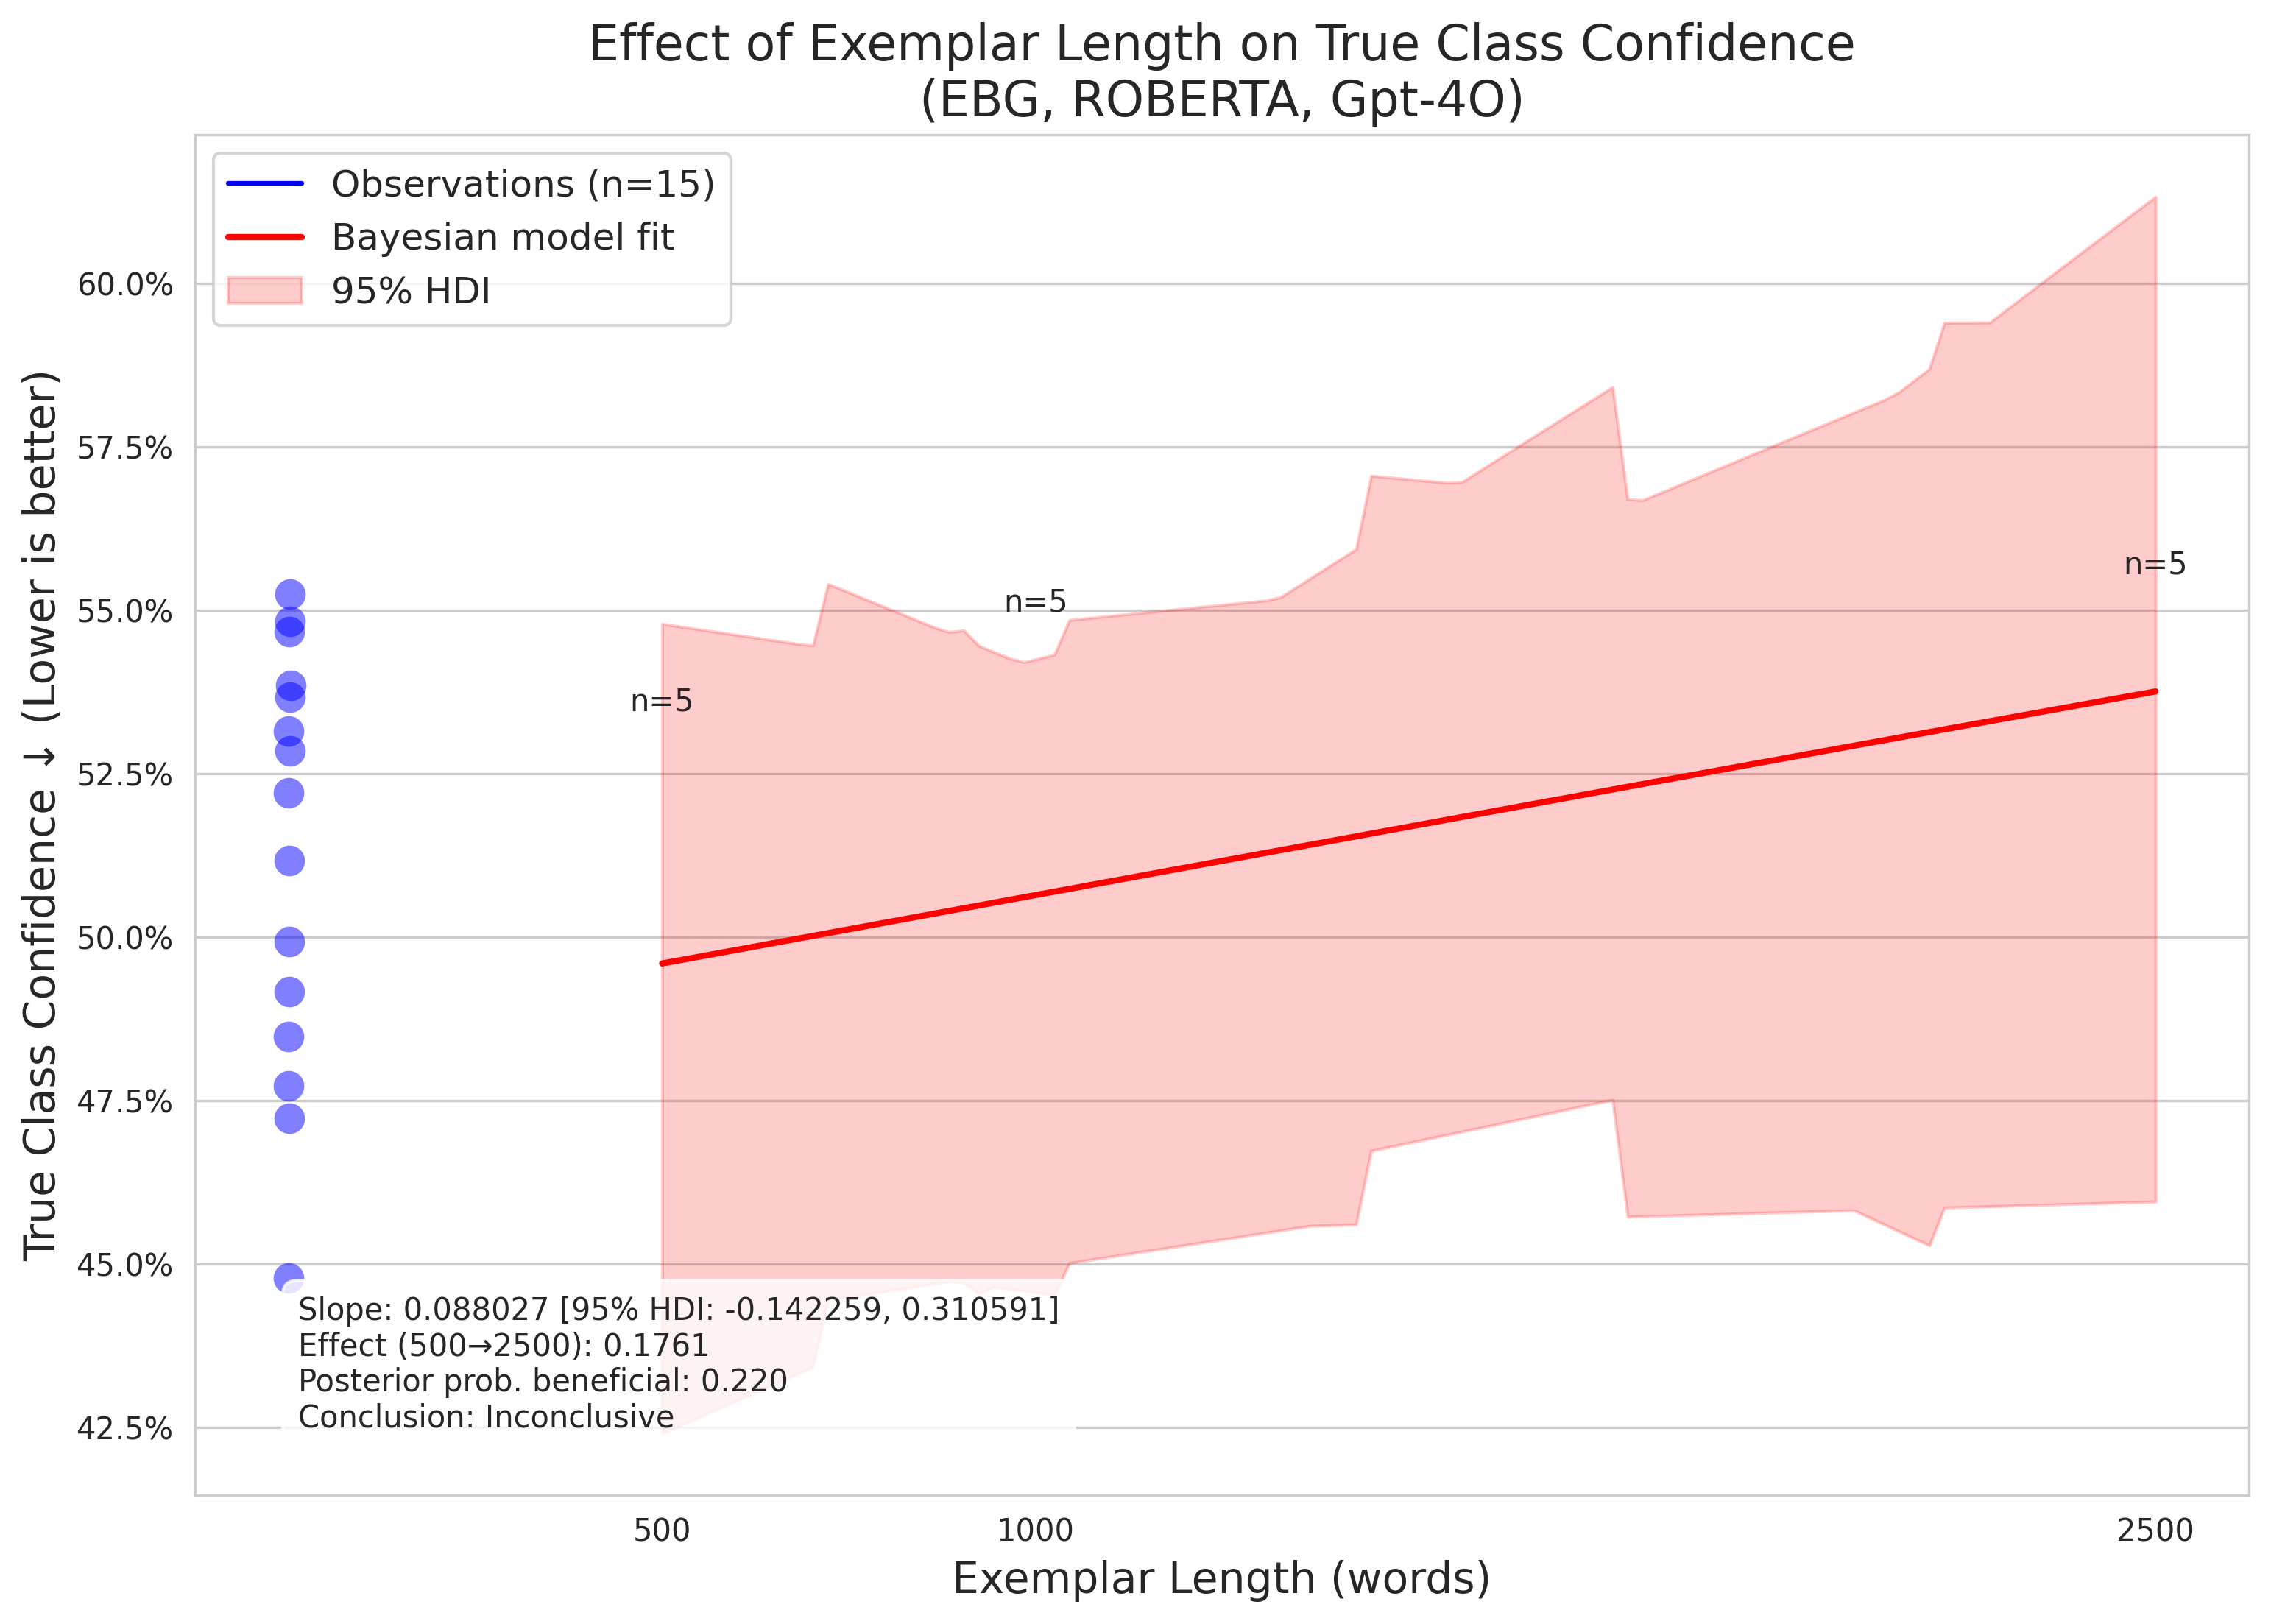 Effect of Exemplar Length on True Class Confidence
(EBG, ROBERTA, Gpt-4O)
Observations (n=15)
Bayesian model fit
95% HDI
True Class Confidence ↓ (Lower is better)
60.0%
57.5%
55.0%
52.5%
50.0%
47.5%
45.0%
42.5%
n=5
n=5
n=5
Slope: 0.088027 [95% HDI: -0.142259, 0.310591]
Effect (500→2500): 0.1761
Posterior prob. beneficial: 0.220
Conclusion: Inconclusive
500
1000
2500
Exemplar Length (words)